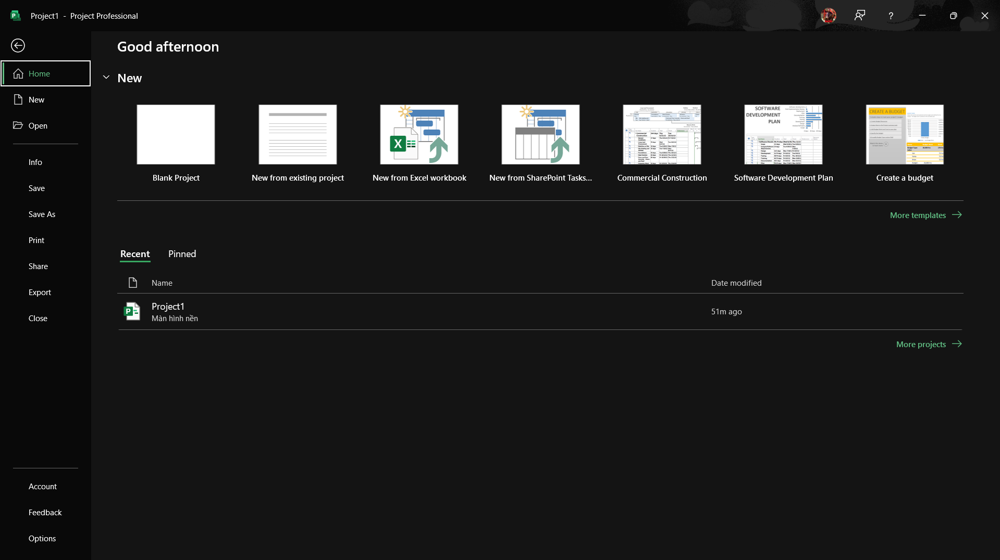 Project1 - Project Professional
?
Good afternoon
Home
New
Open
Info
Save
Save As
Print
Share
Export
Close
Account
Feedback
Options
New
Blank Project
New from existing project
New from Excel workbook
New from SharePoint Tasks...
Commercial Construction
SOFTWARE
DEVELOPMENT
PLAN
Software Development Plan
CREATE A BUDGET
Create a budget
More templates
Recent
Pinned
Name
Date modified
Project1
Màn hình nền
51m ago
More projects